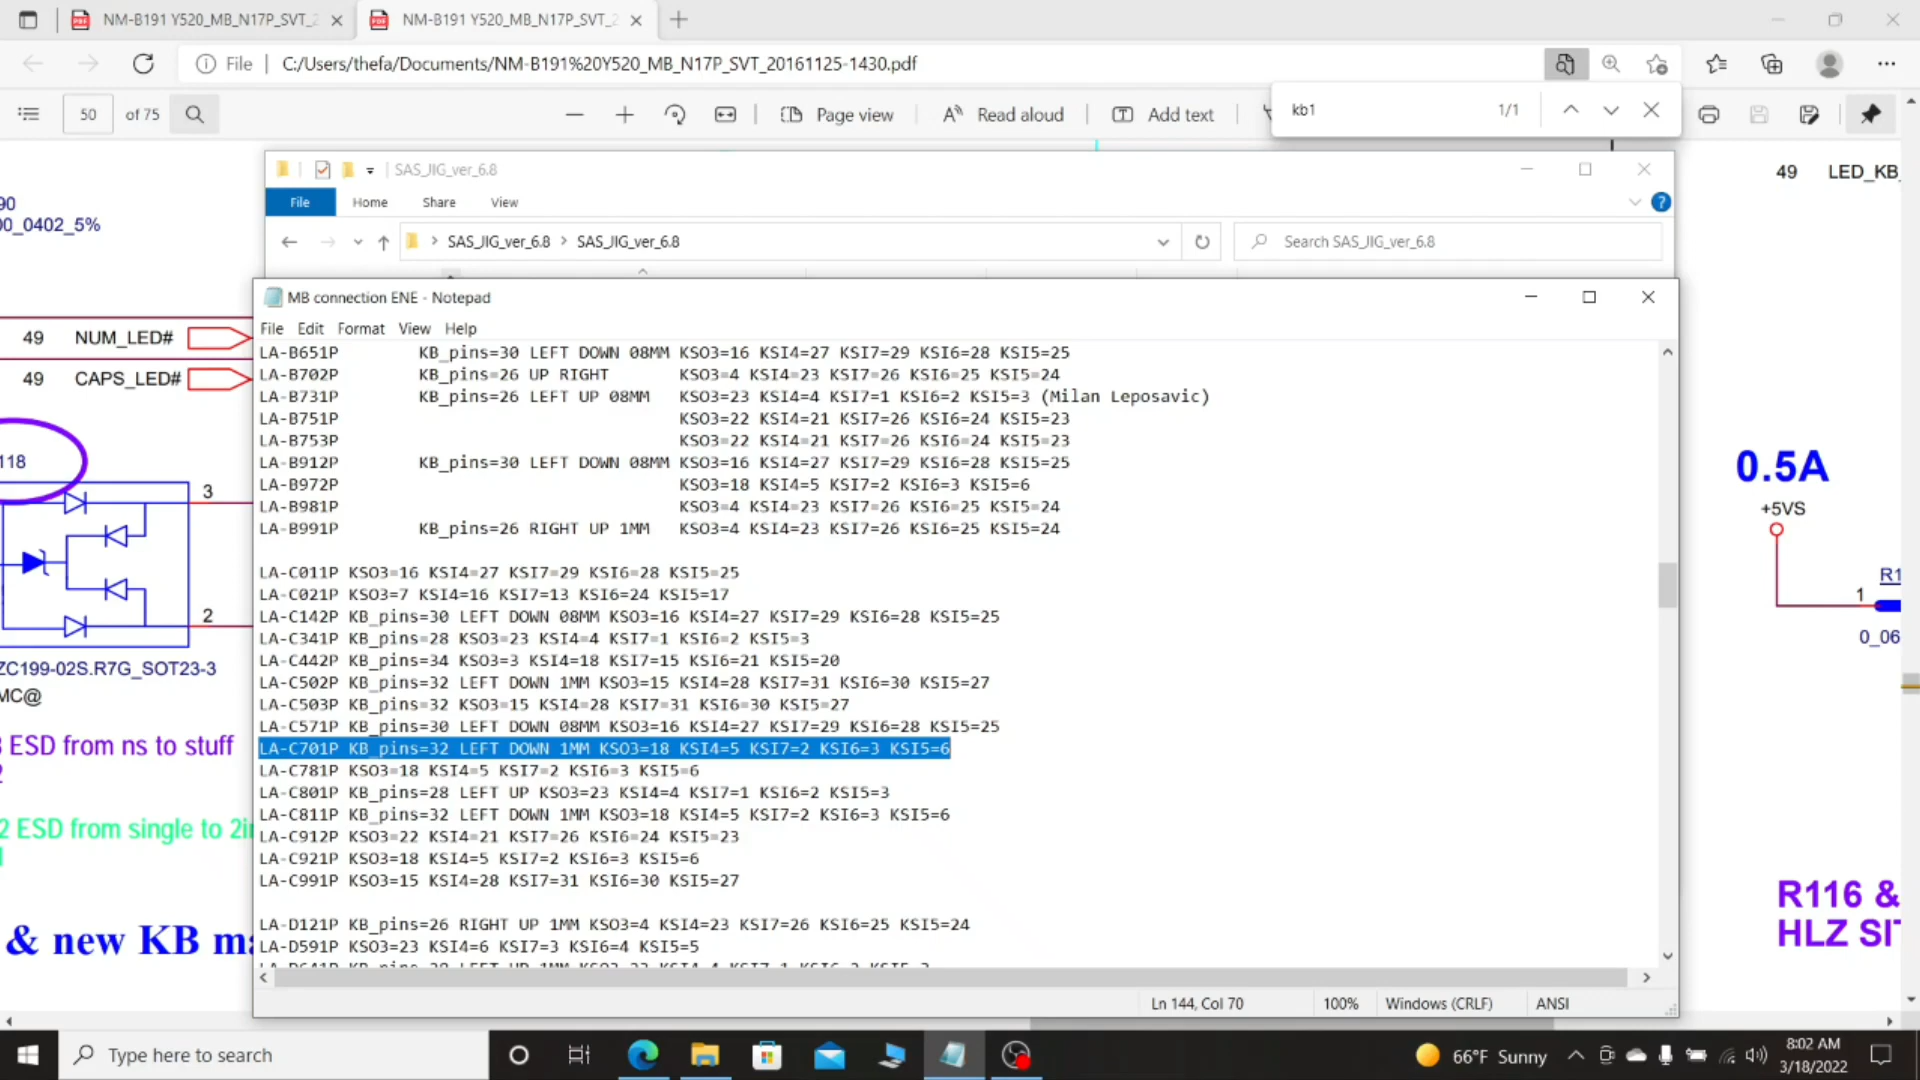 NM-B191 Y520_MB_N17P_SVT_2
NM-B191 Y520_MB_N17P_SVT_2
File
C:/Users/thefa/Documents/NM-B191%20Y520_MB_N17P_SVT_20161125-1430.pdf
50 of 75
Page view
Read aloud
Add text
kb1
1/1
SAS_JIG_ver_6.8
File Home Share View
SAS_JIG_ver_6.8 > SAS_JIG_ver_6.8
Search SAS_JIG_ver_6.8
MB connection ENE - Notepad
File Edit Format View Help
LA-B651P KB_pins=30 LEFT DOWN 08MM KSO3=16 KSI4=27 KSI7=29 KSI6=28 KSI5=25
LA-B702P KB_pins=26 UP RIGHT KSO3=4 KSI4=23 KSI7=26 KSI6=25 KSI5=24
LA-B731P KB_pins=26 LEFT UP 08MM KSO3=23 KSI4=4 KSI7=1 KSI6=2 KSI5=3 (Milan Leposavic)
LA-B751P KSO3=22 KSI4=21 KSI7=26 KSI6=24 KSI5=23
LA-B753P KSO3=22 KSI4=21 KSI7=26 KSI6=24 KSI5=23
LA-B912P KB_pins=30 LEFT DOWN 08MM KSO3=16 KSI4=27 KSI7=29 KSI6=28 KSI5=25
LA-B972P KSO3=18 KSI4=5 KSI7=2 KSI6=3 KSI5=6
LA-B981P KSO3=4 KSI4=23 KSI7=26 KSI6=25 KSI5=24
LA-B991P KB_pins=26 RIGHT UP 1MM KSO3=4 KSI4=23 KSI7=26 KSI6=25 KSI5=24
LA-C011P KSO3=16 KSI4=27 KSI7=29 KSI6=28 KSI5=25
LA-C021P KSO3=7 KSI4=16 KSI7=13 KSI6=24 KSI5=17
LA-C142P KB_pins=30 LEFT DOWN 08MM KSO3=16 KSI4=27 KSI7=29 KSI6=28 KSI5=25
LA-C341P KB_pins=28 KSO3=23 KSI4=4 KSI7=1 KSI6=2 KSI5=3
LA-C442P KB_pins=34 KSO3=3 KSI4=18 KSI7=15 KSI6=21 KSI5=20
LA-C502P KB_pins=32 LEFT DOWN 1MM KSO3=15 KSI4=28 KSI7=31 KSI6=30 KSI5=27
LA-C503P KB_pins=32 KSO3=15 KSI4=28 KSI7=31 KSI6=30 KSI5=27
LA-C571P KB_pins=30 LEFT DOWN 08MM KSO3=16 KSI4=27 KSI7=29 KSI6=28 KSI5=25
LA-C701P KB_pins=32 LEFT DOWN 1MM KSO3=18 KSI4=5 KSI7=2 KSI6=3 KSI5=6
LA-C781P KSO3=18 KSI4=5 KSI7=2 KSI6=3 KSI5=6
LA-C801P KB_pins=28 LEFT UP KSO3=23 KSI4=4 KSI7=1 KSI6=2 KSI5=3
LA-C811P KB_pins=32 LEFT DOWN 1MM KSO3=18 KSI4=5 KSI7=2 KSI6=3 KSI5=6
LA-C912P KSO3=22 KSI4=21 KSI7=26 KSI6=24 KSI5=23
LA-C921P KSO3=18 KSI4=5 KSI7=2 KSI6=3 KSI5=6
LA-C991P KSO3=15 KSI4=28 KSI7=31 KSI6=30 KSI5=27
LA-D121P KB_pins=26 RIGHT UP 1MM KSO3=4 KSI4=23 KSI7=26 KSI6=25 KSI5=24
LA-D591P KSO3=23 KSI4=6 KSI7=3 KSI6=4 KSI5=5
Ln 144, Col 70
100%
Windows (CRLF)
ANSI
90
00_0402_5%
49 NUM_LED#
49 CAPS_LED#
118
3
2
ZC199-02S.R7G_SOT23-3
MC@
ESD from ns to stuff
2
2 ESD from single to 2i
& new KB ma
49 LED_KB_
0.5A
+5VS
R1
1
0_06
R116 &
HLZ SI
Type here to search
66°F Sunny
8:02 AM
3/18/2022